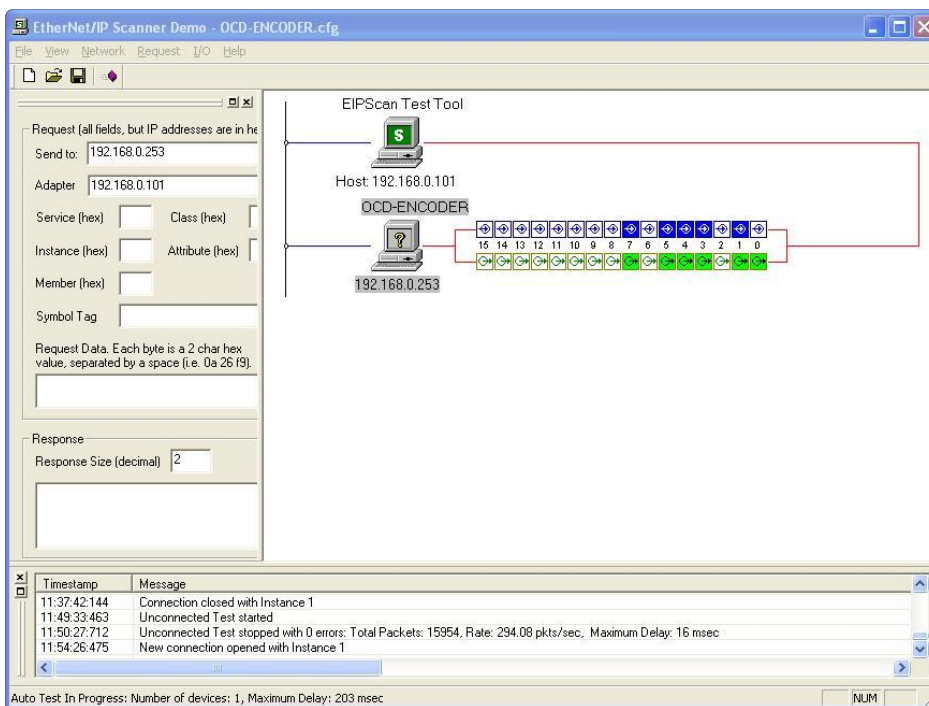 EtherNet/IP Scanner Demo - OCD-ENCODER.cfg
File View Network Request I/O Help
Request (all fields, but IP addresses are in he
Send to: 192.168.0.253
Adapter 192.168.0.101
Service (hex) Class (hex)
Instance (hex) Attribute (hex)
Member (hex)
Symbol Tag
Request Data. Each byte is a 2 char hex
value, separated by a space (i.e. 0a 26 f9).
Response
Response Size (decimal) 2
EIPScan Test Tool
S
Host: 192.168.0.101
OCD-ENCODER
?
15 14 13 12 11 10 9 8 7 6 5 4 3 2 1 0
192.168.0.253
Timestamp Message
11:37:42:144 Connection closed with Instance 1
11:49:33:463 Unconnected Test started
11:50:27:712 Unconnected Test stopped with 0 errors: Total Packets: 15954, Rate: 294.08 pkts/sec, Maximum Delay: 16 msec
11:54:26:475 New connection opened with Instance 1
Auto Test In Progress: Number of devices: 1, Maximum Delay: 203 msec
NUM